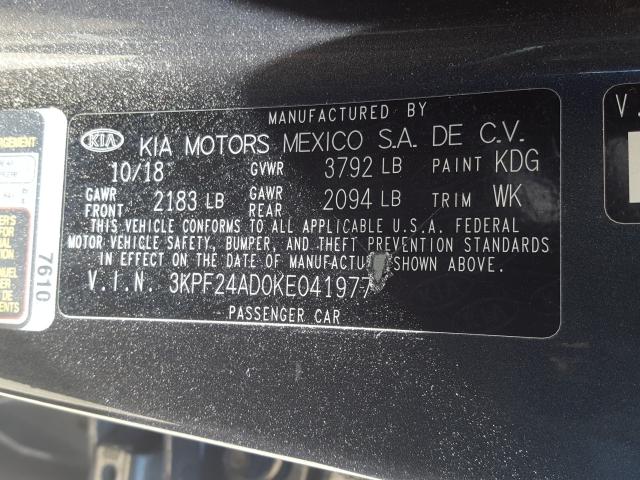 MANUFACTURED BY
KIA KIA MOTORS MEXICO S.A. DE C.V.
10/18 GVWR 3792 LB PAINT KDG
GAWR FRONT 2183 LB GAWR REAR 2094 LB TRIM WK
THIS VEHICLE CONFORMS TO ALL APPLICABLE U.S.A. FEDERAL
MOTOR VEHICLE SAFETY, BUMPER, AND THEFT PREVENTION STANDARDS
IN EFFECT ON THE DATE OF MANUFACTU SHOWN ABOVE.
V.I.N. 3KPF24AD0KE041977
PASSENGER CAR
7610
V.